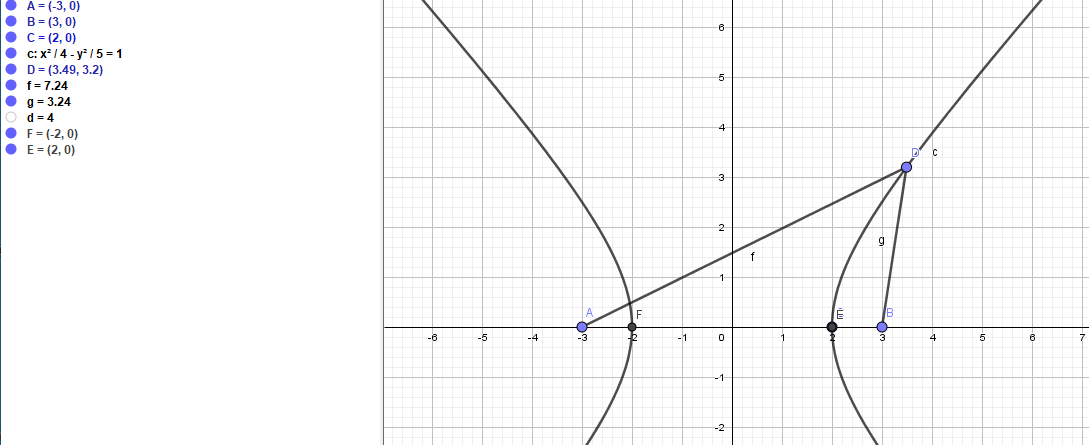 A = (-3, 0)
B = (3, 0)
C = (2, 0)
c: x² / 4 - y² / 5 = 1
D = (3.49, 3.2)
f = 7.24
g = 3.24
d = 4
F = (-2, 0)
E = (2, 0)
6
5
4
D c
3
2
g
f
1
A F E B
-6 -5 -4 -3 -2 -1 0 1 2 3 4 5 6 7
-1
-2